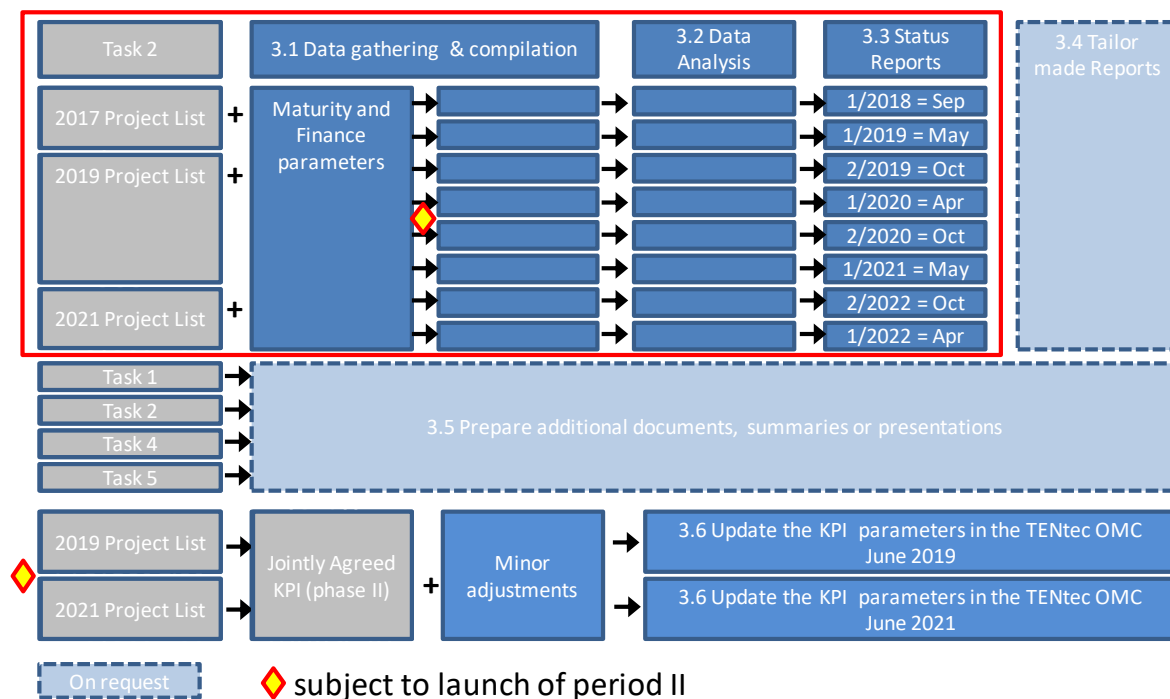 Task 2
3.1 Data gathering & compilation
3.2 Data
Analysis
3.3 Status
Reports
3.4 Tailor
made Reports
2017 Project List
+
Maturity and
Finance
parameters
1/2018 = Sep
1/2019 = May
2019 Project List
+
2/2019 = Oct
1/2020 = Apr
2/2020 = Oct
1/2021 = May
2021 Project List
+
2/2022 = Oct
1/2022 = Apr
Task 1
Task 2
Task 4
Task 5
3.5 Prepare additional documents, summaries or presentations
2019 Project List
2021 Project List
Jointly Agreed
KPI (phase II)
+
Minor
adjustments
3.6 Update the KPI parameters in the TENtec OMC
June 2019
3.6 Update the KPI parameters in the TENtec OMC
June 2021
On request
subject to launch of period II